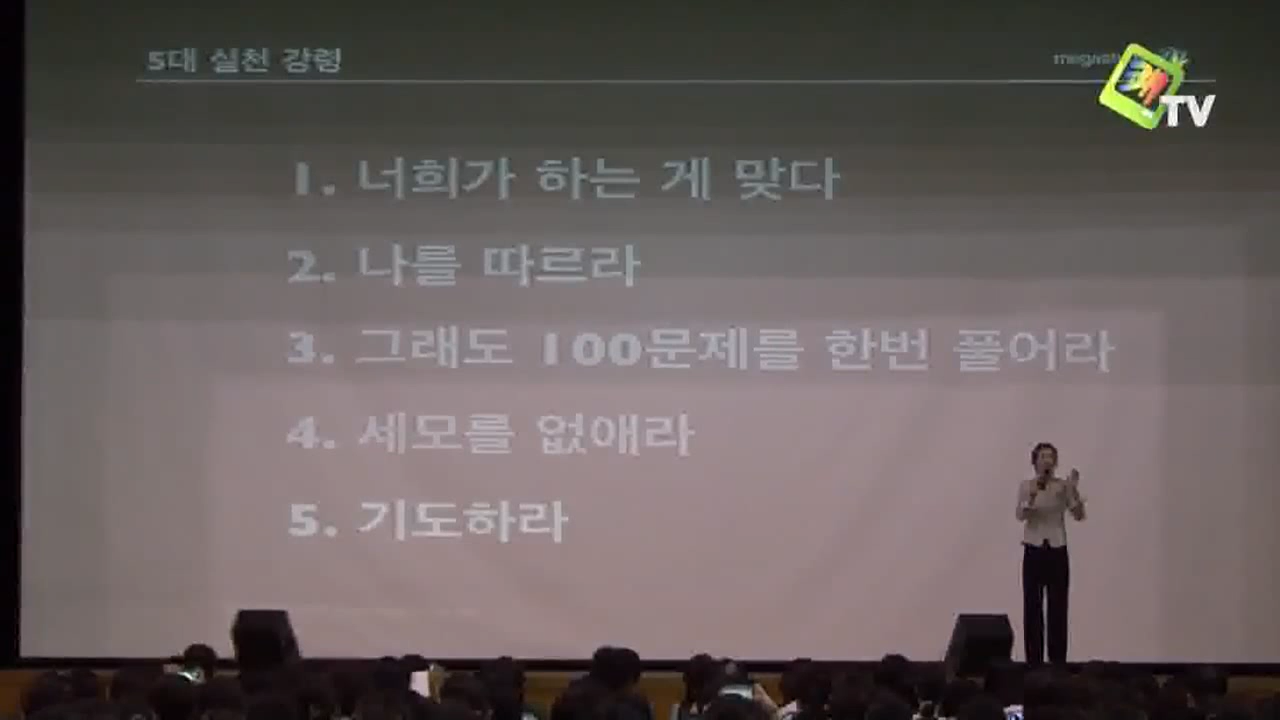 5대 실천 강령
TV
1. 너희가 하는 게 맞다
2. 나를 따르라
3. 그래도 100문제를 한번 풀어라
4. 세모를 없애라
5. 기도하라